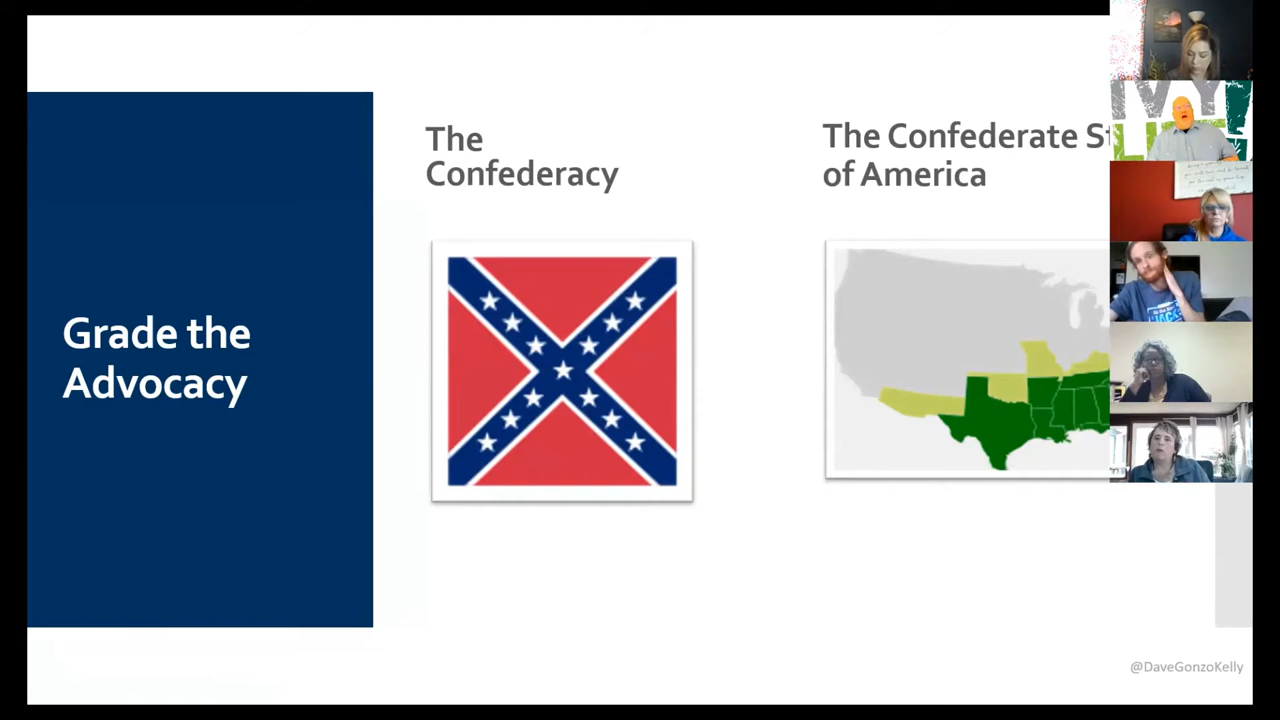 The
Confederacy
The Confederate St
of America
Grade the
Advocacy
@DaveGonzoKelly